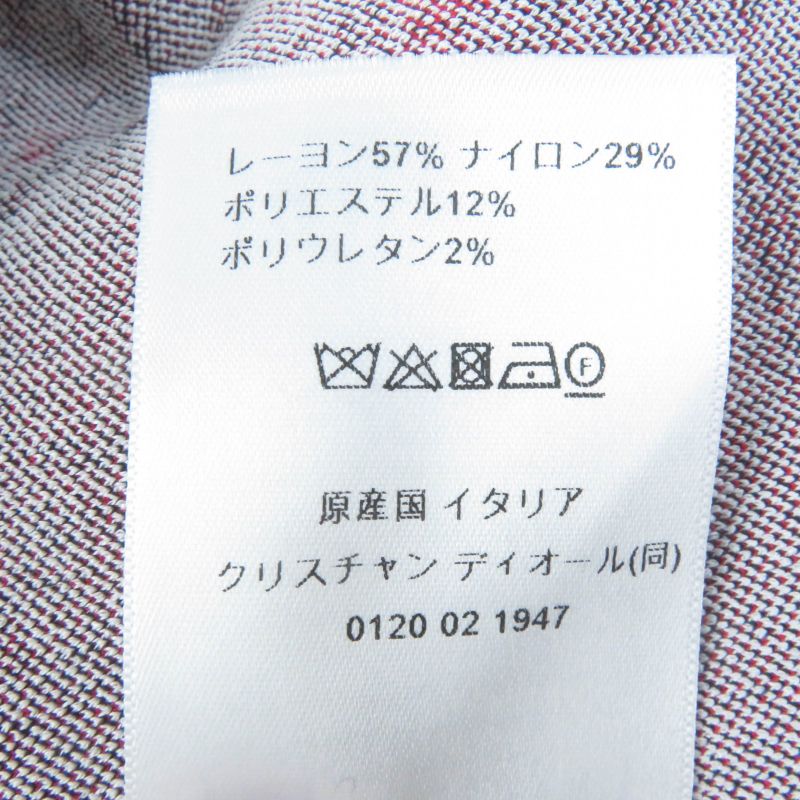 レーヨン57% ナイロン29%
ポリエステル12%
ポリウレタン2%
F
原産国 イタリア
クリスチャン ディオール(同)
0120 02 1947